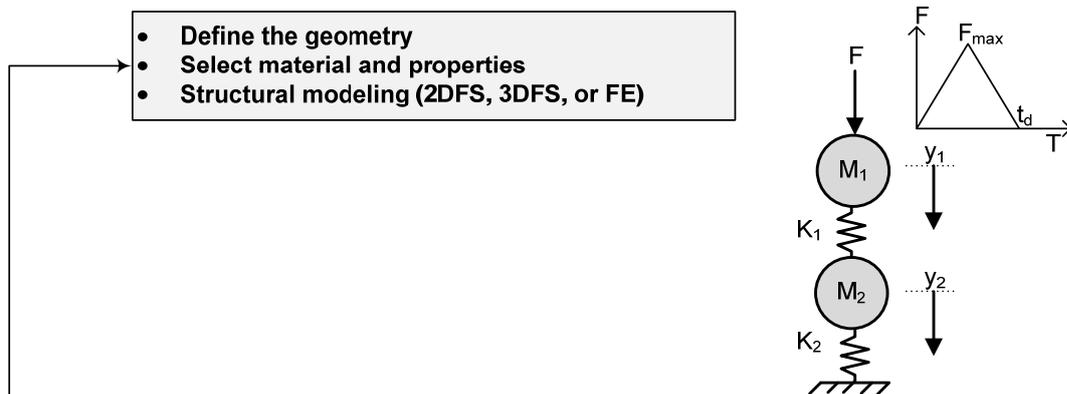 • Define the geometry
• Select material and properties
• Structural modeling (2DFS, 3DFS, or FE)
F
F
Fmax
td
T
M1
y1
K1
M2
y2
K2